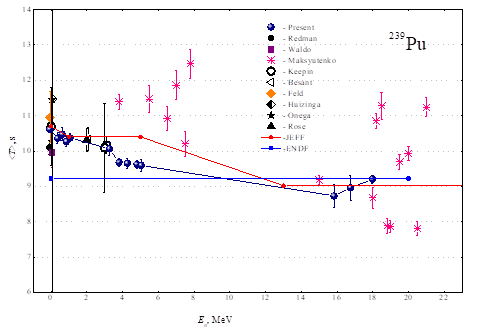 14
239Pu
- Present
- Redman
13
- Waldo
- Maksyutenko
12
- Keepin
- Besant
- Feld
11
- Huizinga
- Onega
- Rose
<T>, s
10
-JEFF
-ENDF
9
8
7
6
0 2 4 6 8 10 12 14 16 18 20 22
En, MeV